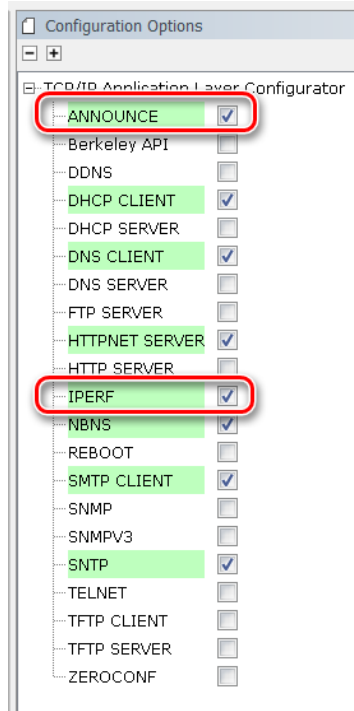 Configuration Options
TCP/IP Application Layer Configurator
ANNOUNCE
Berkeley API
DDNS
DHCP CLIENT
DHCP SERVER
DNS CLIENT
DNS SERVER
FTP SERVER
HTTPNET SERVER
HTTP SERVER
IPERF
NBNS
REBOOT
SMTP CLIENT
SNMP
SNMPV3
SNTP
TELNET
TFTP CLIENT
TFTP SERVER
ZEROCONF